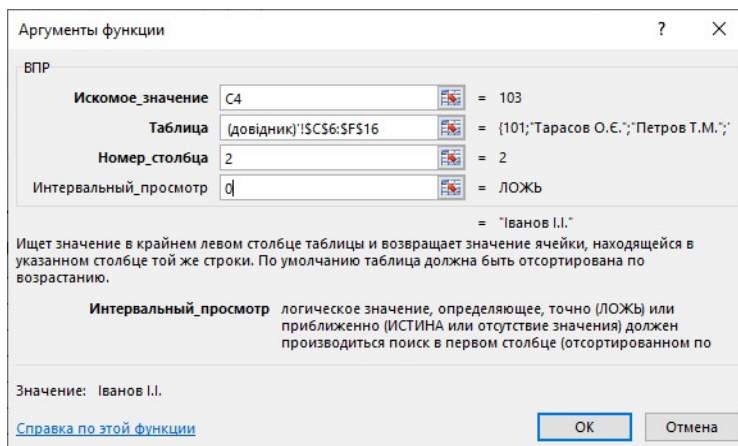 Аргументы функции ? ×
ВПР
Искомое_значение C4 = 103
Таблица (довідник)'!$C$6:$F$16 = {101;"Тарасов О.Є.";"Петров Т.М.";'
Номер_столбца 2 = 2
Интервальный_просмотр 0 = ЛОЖЬ
= "Іванов І.І."
Ищет значение в крайнем левом столбце таблицы и возвращает значение ячейки, находящейся в
указанном столбце той же строки. По умолчанию таблица должна быть отсортирована по
возрастанию.
Интервальный_просмотр логическое значение, определяющее, точно (ЛОЖЬ) или
приближенно (ИСТИНА или отсутствие значения) должен
производиться поиск в первом столбце (отсортированном по
Значение: Іванов І.І.
Справка по этой функции ОК Отмена